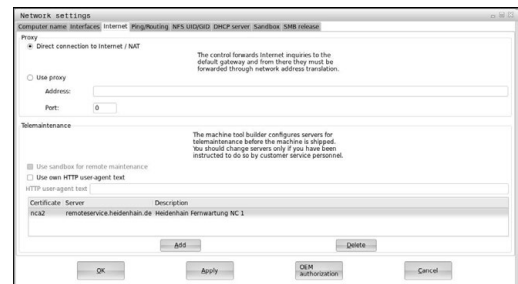 Network settings
Computer name Interfaces Internet Ping/Routing NFS UID/GID DHCP server Sandbox SMB release
Proxy
Direct connection to Internet / NAT
The control forwards Internet inquiries to the
default gateway and from there they must be
forwarded through network address translation.
Use proxy
Address:
Port: 0
Telemaintenance
The machine tool builder configures servers for
telemaintenance before the machine is shipped.
You should change servers only if you have been
instructed to do so by customer service personnel.
Use sandbox for remote maintenance
Use own HTTP user-agent text
HTTP user-agent text
Certificate Server Description
nca2 remoteservice.heidenhain.de Heidenhain Fernwartung NC 1
Add Delete
OK Apply OEM authorization Cancel